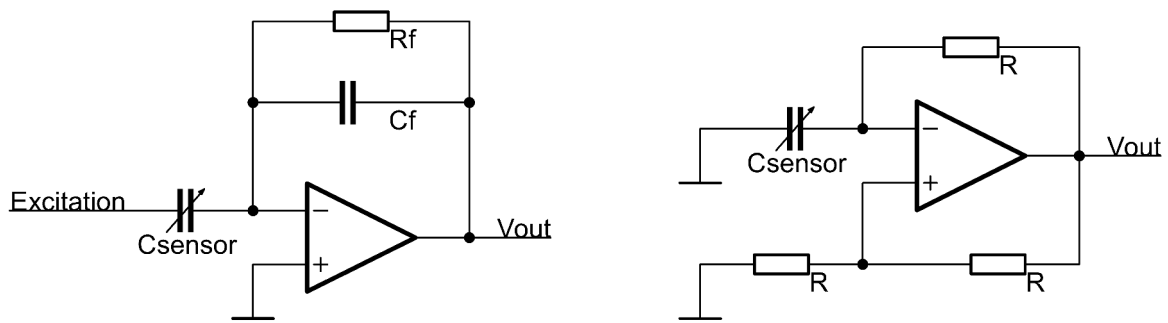 Rf
Cf
Excitation
Csensor
−
+
Vout
R
Csensor
−
+
Vout
R
R